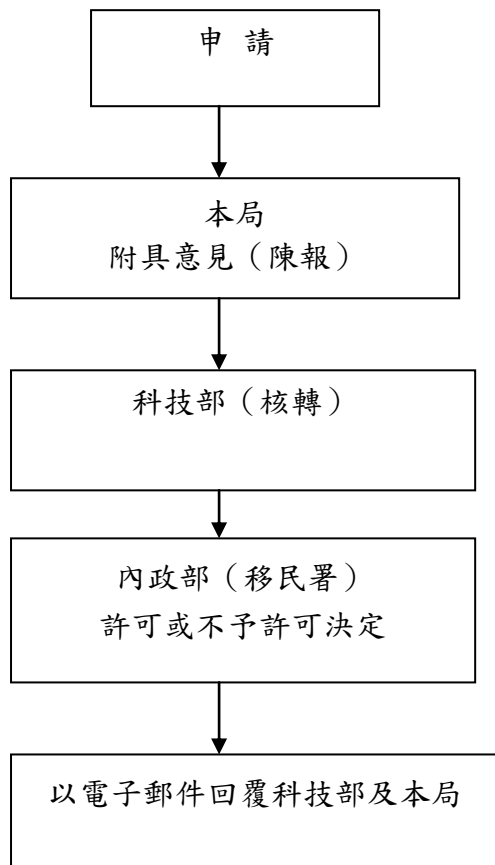 申 請
本局
附具意見（陳報）
科技部（核轉）
內政部（移民署）
許可或不予許可決定
以電子郵件回覆科技部及本局